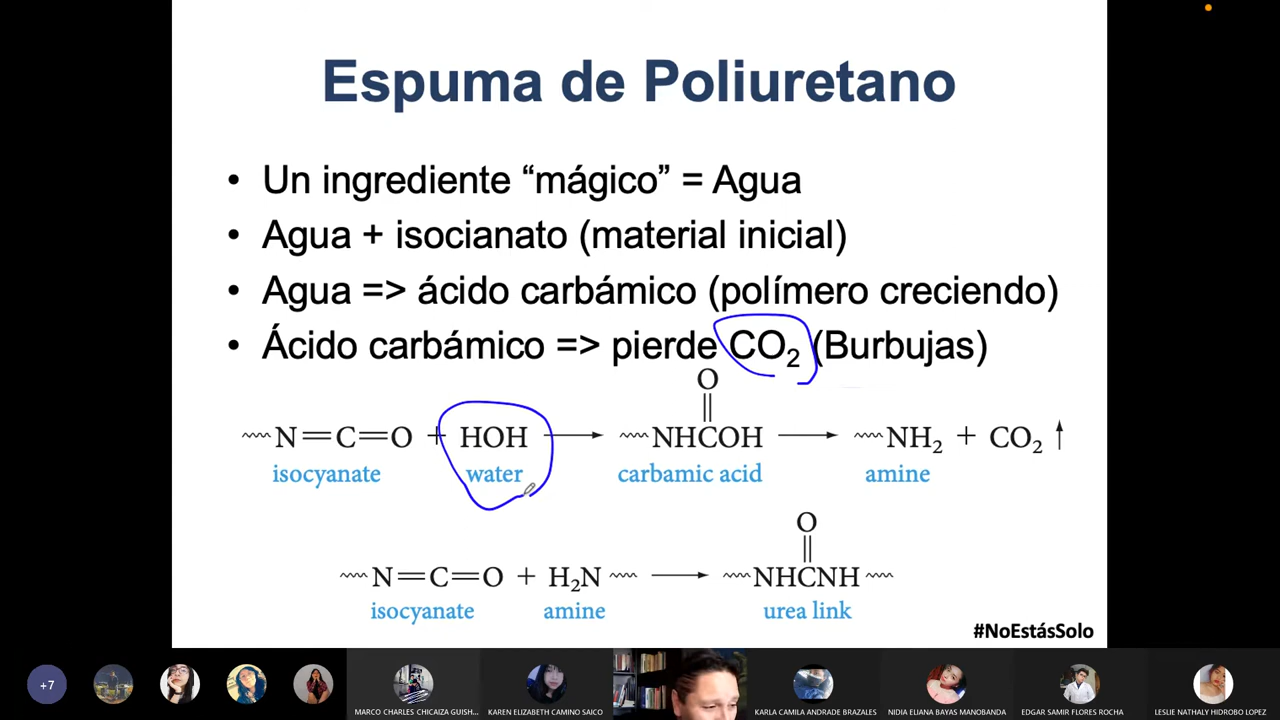 Espuma de Poliuretano
• Un ingrediente “mágico” = Agua
• Agua + isocianato (material inicial)
• Agua => ácido carbámico (polímero creciendo)
• Ácido carbámico => pierde CO₂ (Burbujas)
O
N=C=O + HOH → NHCOH → NH₂ + CO₂ ↑
isocyanate water carbamic acid amine
O
N=C=O + H₂N → NHCNH
isocyanate amine urea link
#NoEstásSolo
+7
MARCO CHARLES CHICAIZA GUISH...
KAREN ELIZABETH CAMINO SAICO
KARLA CAMILA ANDRADE BRAZALES
NIDIA ELIANA BAYAS MANOBANDA
EDGAR SAMIR FLORES ROCHA
LESLIE NATHALY HIDROBO LOPEZ